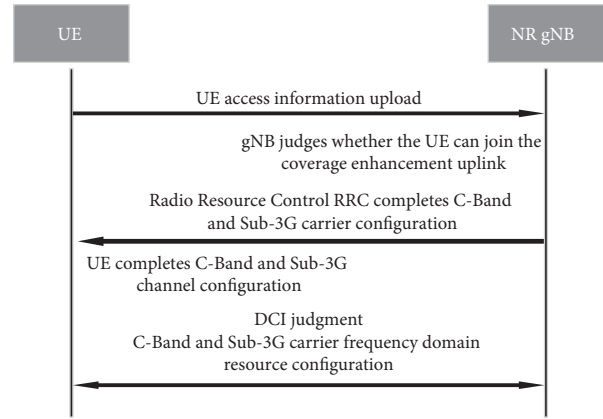 UE
NR gNB
UE access information upload
gNB judges whether the UE can join the
coverage enhancement uplink
Radio Resource Control RRC completes C-Band
and Sub-3G carrier configuration
UE completes C-Band and Sub-3G
channel configuration
DCI judgment
C-Band and Sub-3G carrier frequency domain
resource configuration